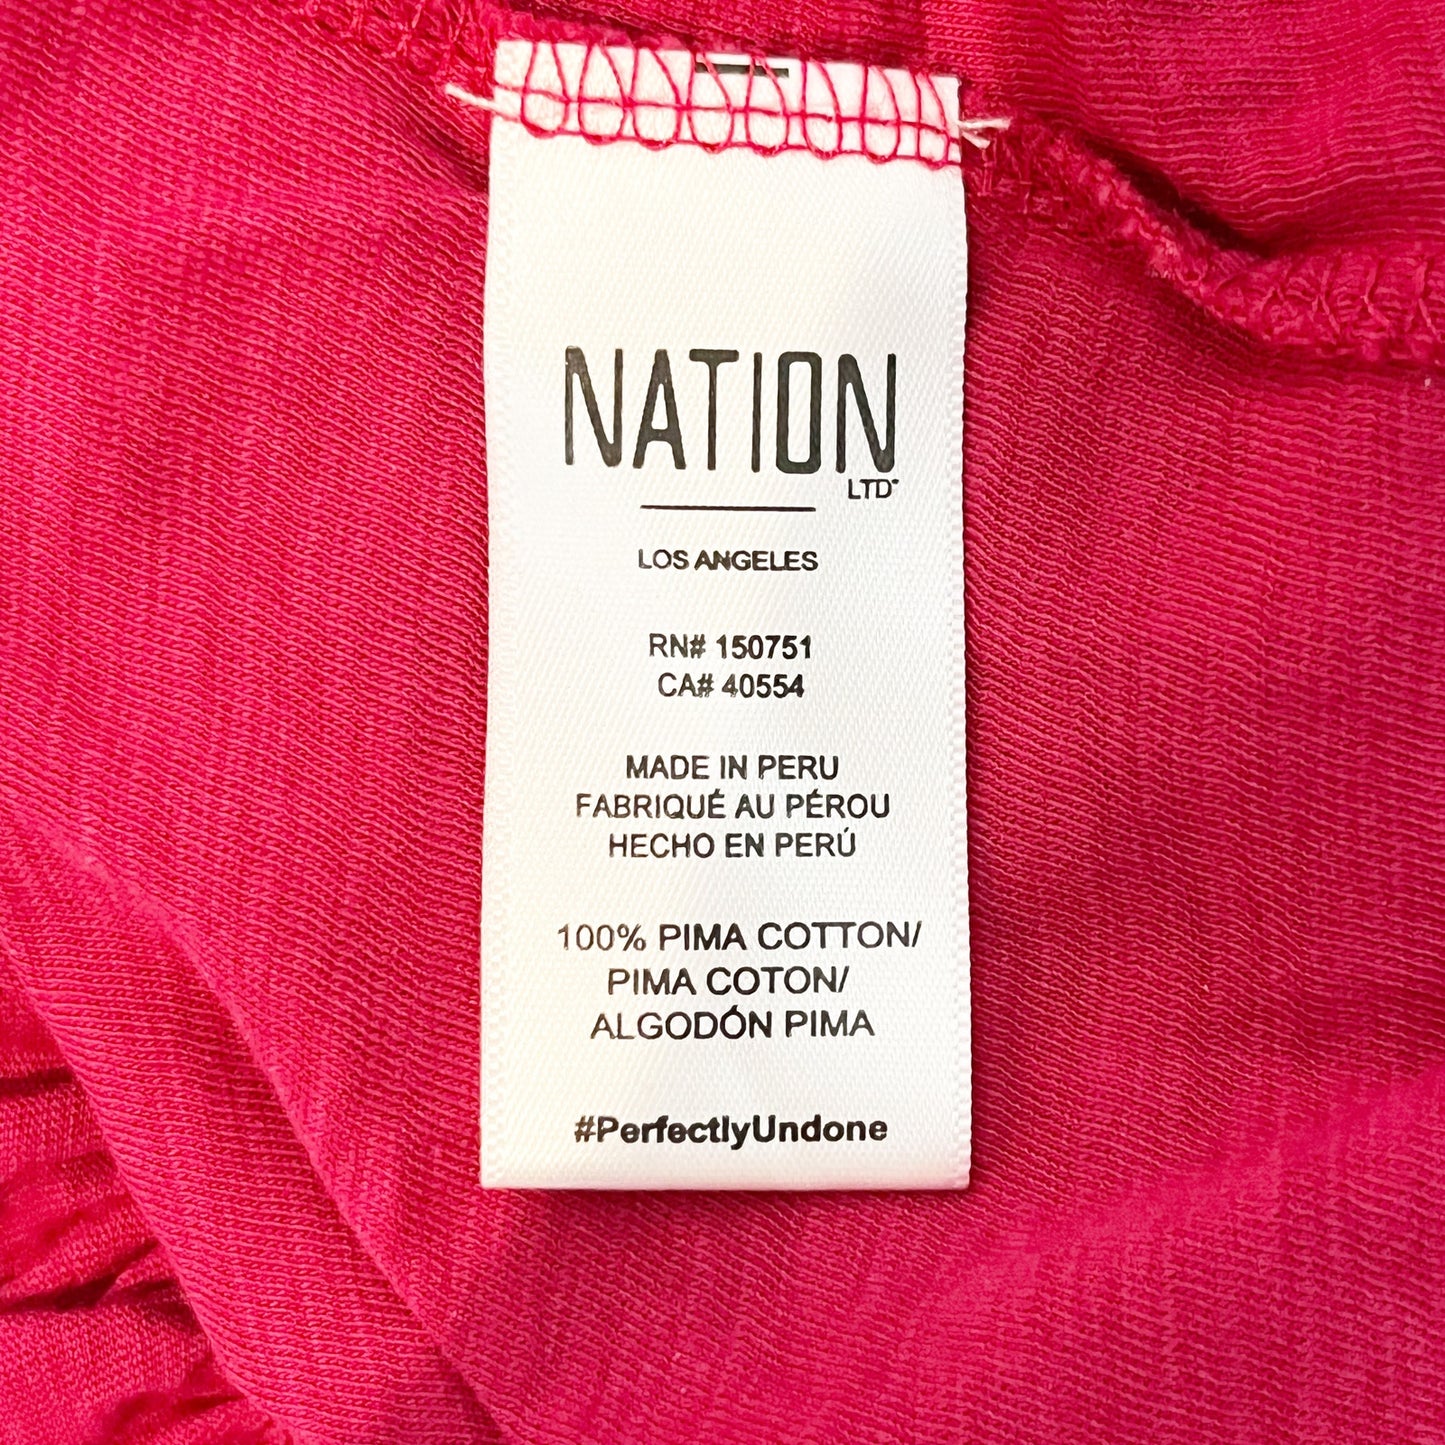 NATION
LTD
LOS ANGELES
RN# 150751
CA# 40554
MADE IN PERU
FABRIQUÉ AU PÉROU
HECHO EN PERÚ
100% PIMA COTTON/
PIMA COTON/
ALGODÓN PIMA
#PerfectlyUndone